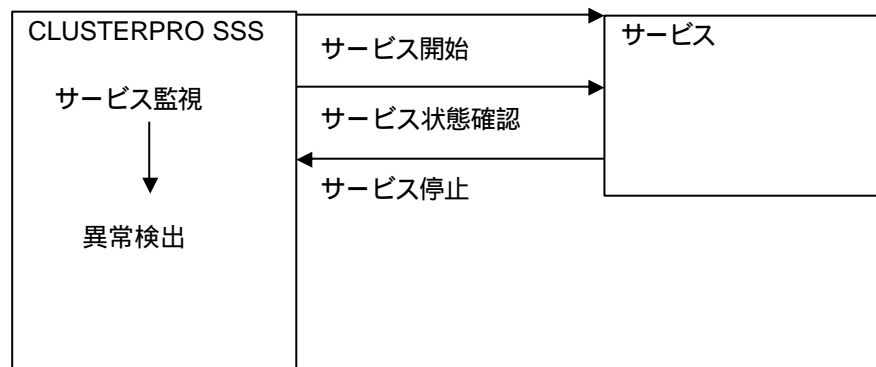 CLUSTERPRO SSS
サービス監視
異常検出
サービス開始
サービス状態確認
サービス停止
サービス